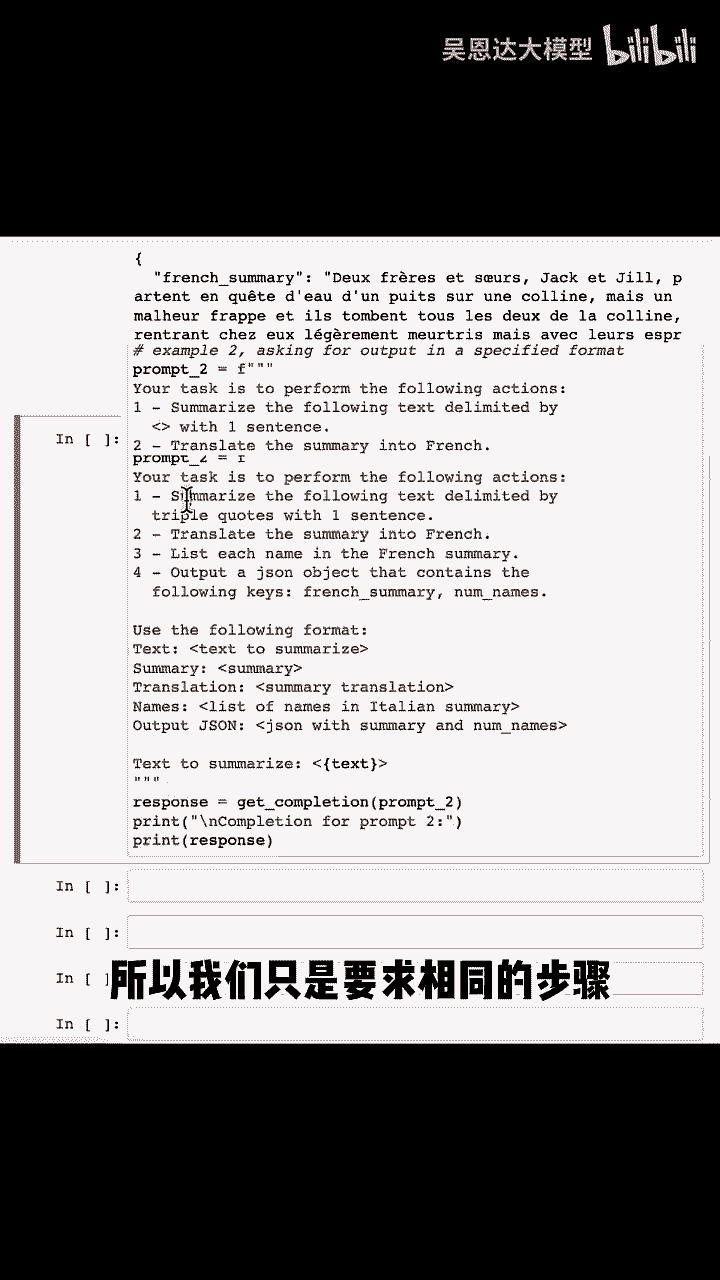 吴恩达大模型 bilibili
{
"french_summary": "Deux frères et sœurs, Jack et Jill, p
artent en quête d'eau d'un puits sur une colline, mais un
malheur frappe et ils tombent tous les deux de la colline,
rentrant chez eux légèrement meurtris mais avec leurs espr
# example 2, asking for output in a specified format
prompt_2 = f"""
Your task is to perform the following actions:
1 - Summarize the following text delimited by
<> with 1 sentence.
In [ ]:
2 - Translate the summary into French.
prompt_2 = f
Your task is to perform the following actions:
1 - Summarize the following text delimited by
triple quotes with 1 sentence.
2 - Translate the summary into French.
3 - List each name in the French summary.
4 - Output a json object that contains the
following keys: french_summary, num_names.
Use the following format:
Text: <text to summarize>
Summary: <summary>
Translation: <summary translation>
Names: <list of names in Italian summary>
Output JSON: <json with summary and num_names>
Text to summarize: <{text}>
"""
response = get_completion(prompt_2)
print("\nCompletion for prompt 2:")
print(response)
In [ ]:
In [ ]:
In [ ]
所以我们只是要求相同的步骤
In [ ]: